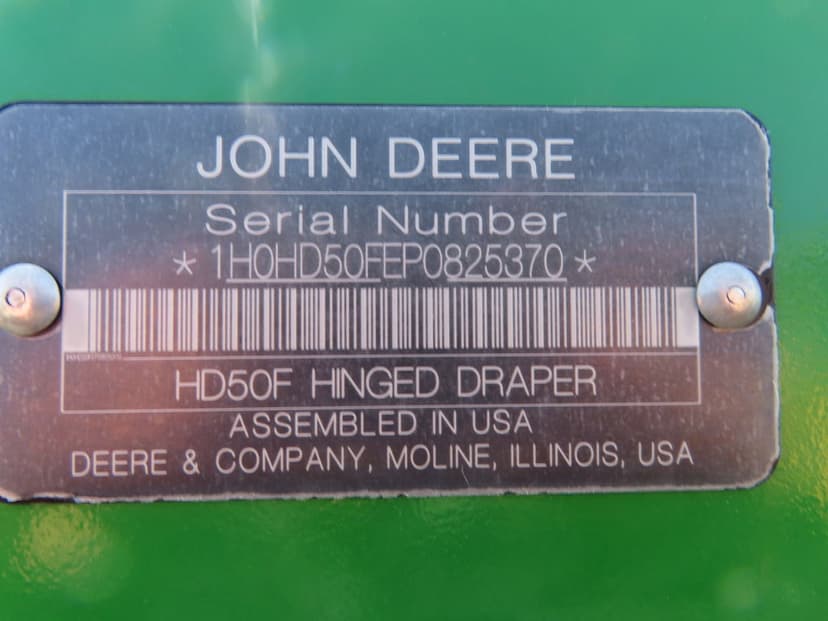 JOHN DEERE
Serial Number
*1H0HD50FEP0825370*
HD50F HINGED DRAPER
ASSEMBLED IN USA
DEERE & COMPANY, MOLINE, ILLINOIS, USA